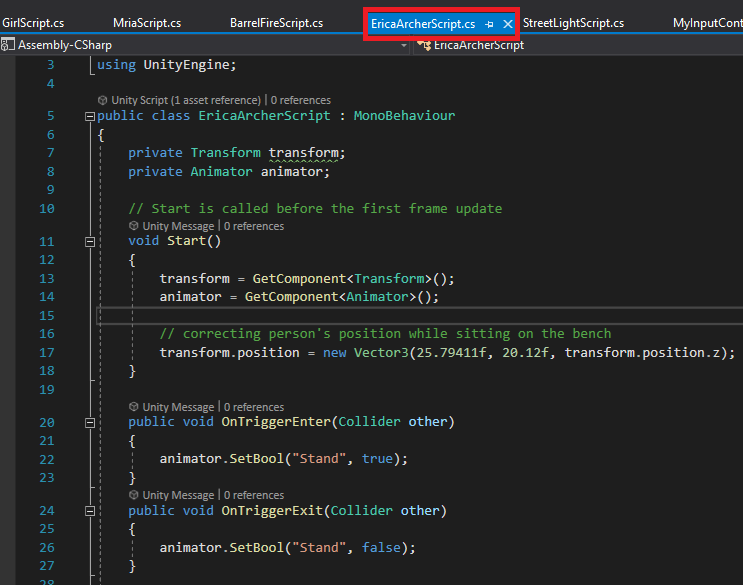 GirlScript.cs MriaScript.cs BarrelFireScript.cs EricaArcherScript.cs StreetLightScript.cs MyInputCont
Assembly-CSharp EricaArcherScript
3 using UnityEngine;
4
Unity Script (1 asset reference) | 0 references
5 public class EricaArcherScript : MonoBehaviour
6 {
7 private Transform transform;
8 private Animator animator;
9
10 // Start is called before the first frame update
Unity Message | 0 references
11 void Start()
12 {
13 transform = GetComponent<Transform>();
14 animator = GetComponent<Animator>();
15
16 // correcting person's position while sitting on the bench
17 transform.position = new Vector3(25.79411f, 20.12f, transform.position.z);
18 }
19
Unity Message | 0 references
20 public void OnTriggerEnter(Collider other)
21 {
22 animator.SetBool("Stand", true);
23 }
Unity Message | 0 references
24 public void OnTriggerExit(Collider other)
25 {
26 animator.SetBool("Stand", false);
27 }
28